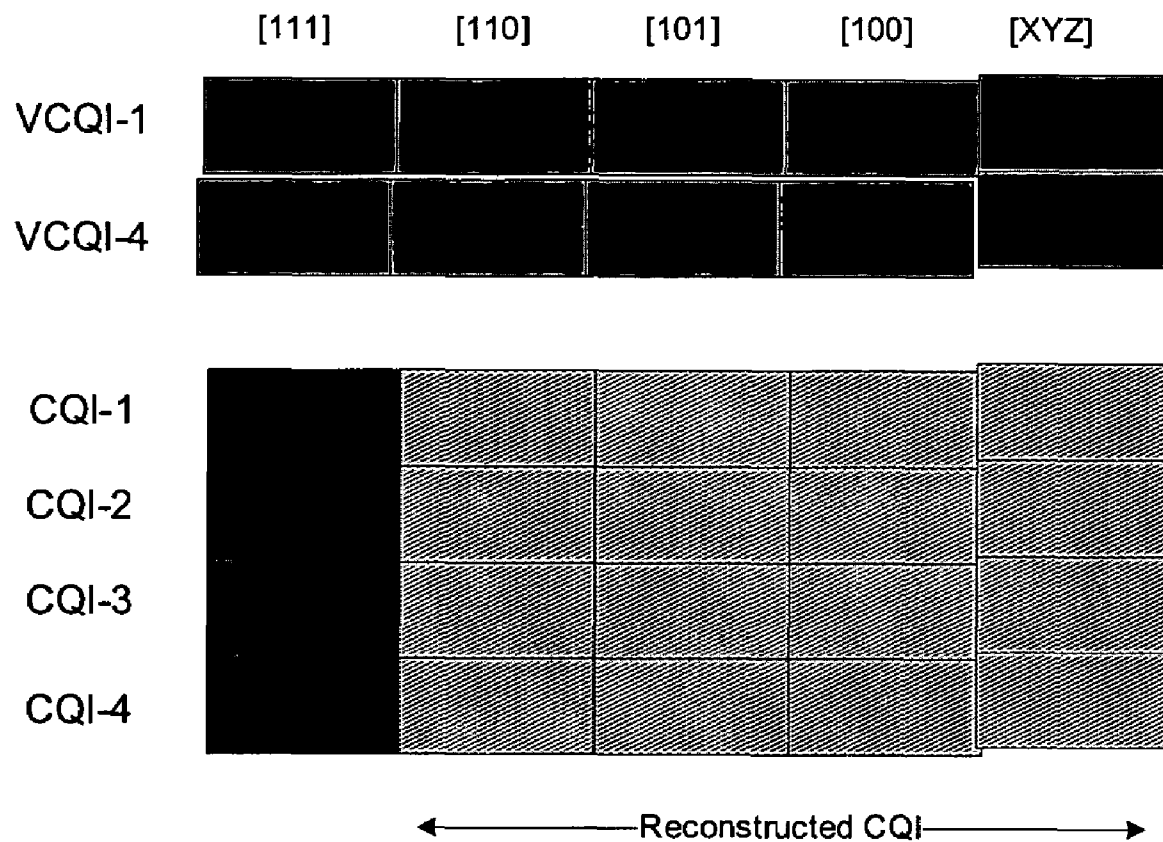 [111] [110] [101] [100] [XYZ]
VCQI-1
VCQI-4
CQI-1
CQI-2
CQI-3
CQI-4
Reconstructed CQI